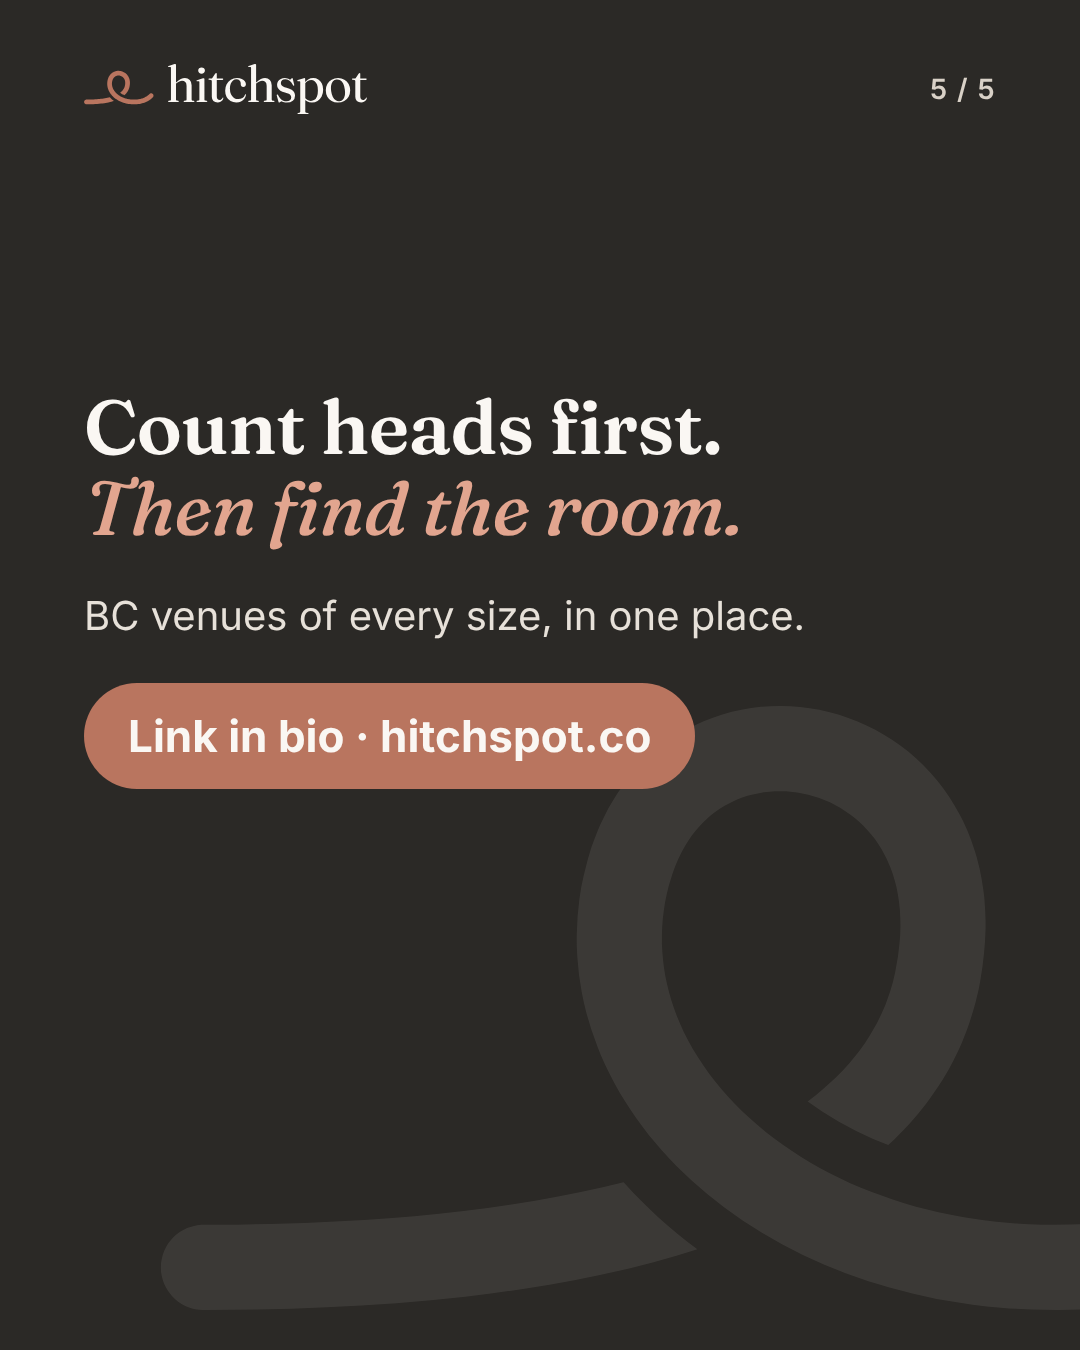 hitchspot
5 / 5
Count heads first.
Then find the room.
BC venues of every size, in one place.
Link in bio · hitchspot.co